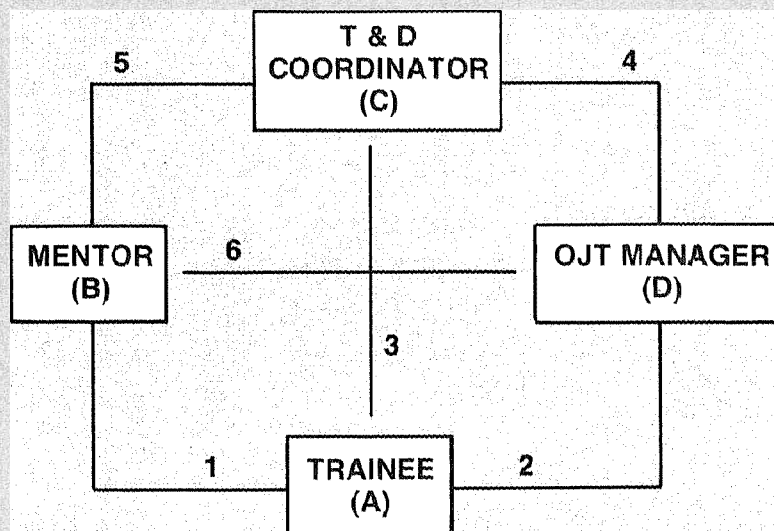 T & D
COORDINATOR
(C)
5
4
MENTOR
(B)
6
OJT MANAGER
(D)
3
1
TRAINEE
(A)
2